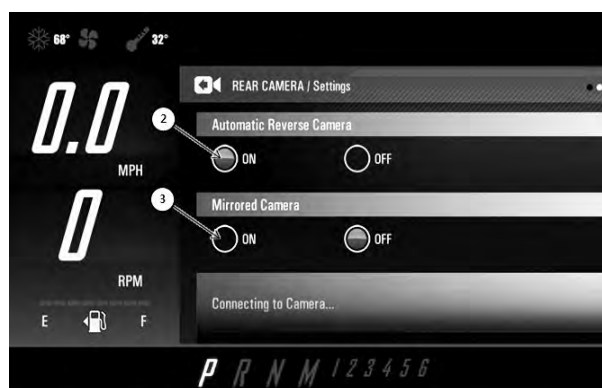 68° 32°
REAR CAMERA / Settings
2
Automatic Reverse Camera
ON OFF
3
Mirrored Camera
ON OFF
Connecting to Camera...
0.0
MPH
0
RPM
E F
P R N M 1 2 3 4 5 6